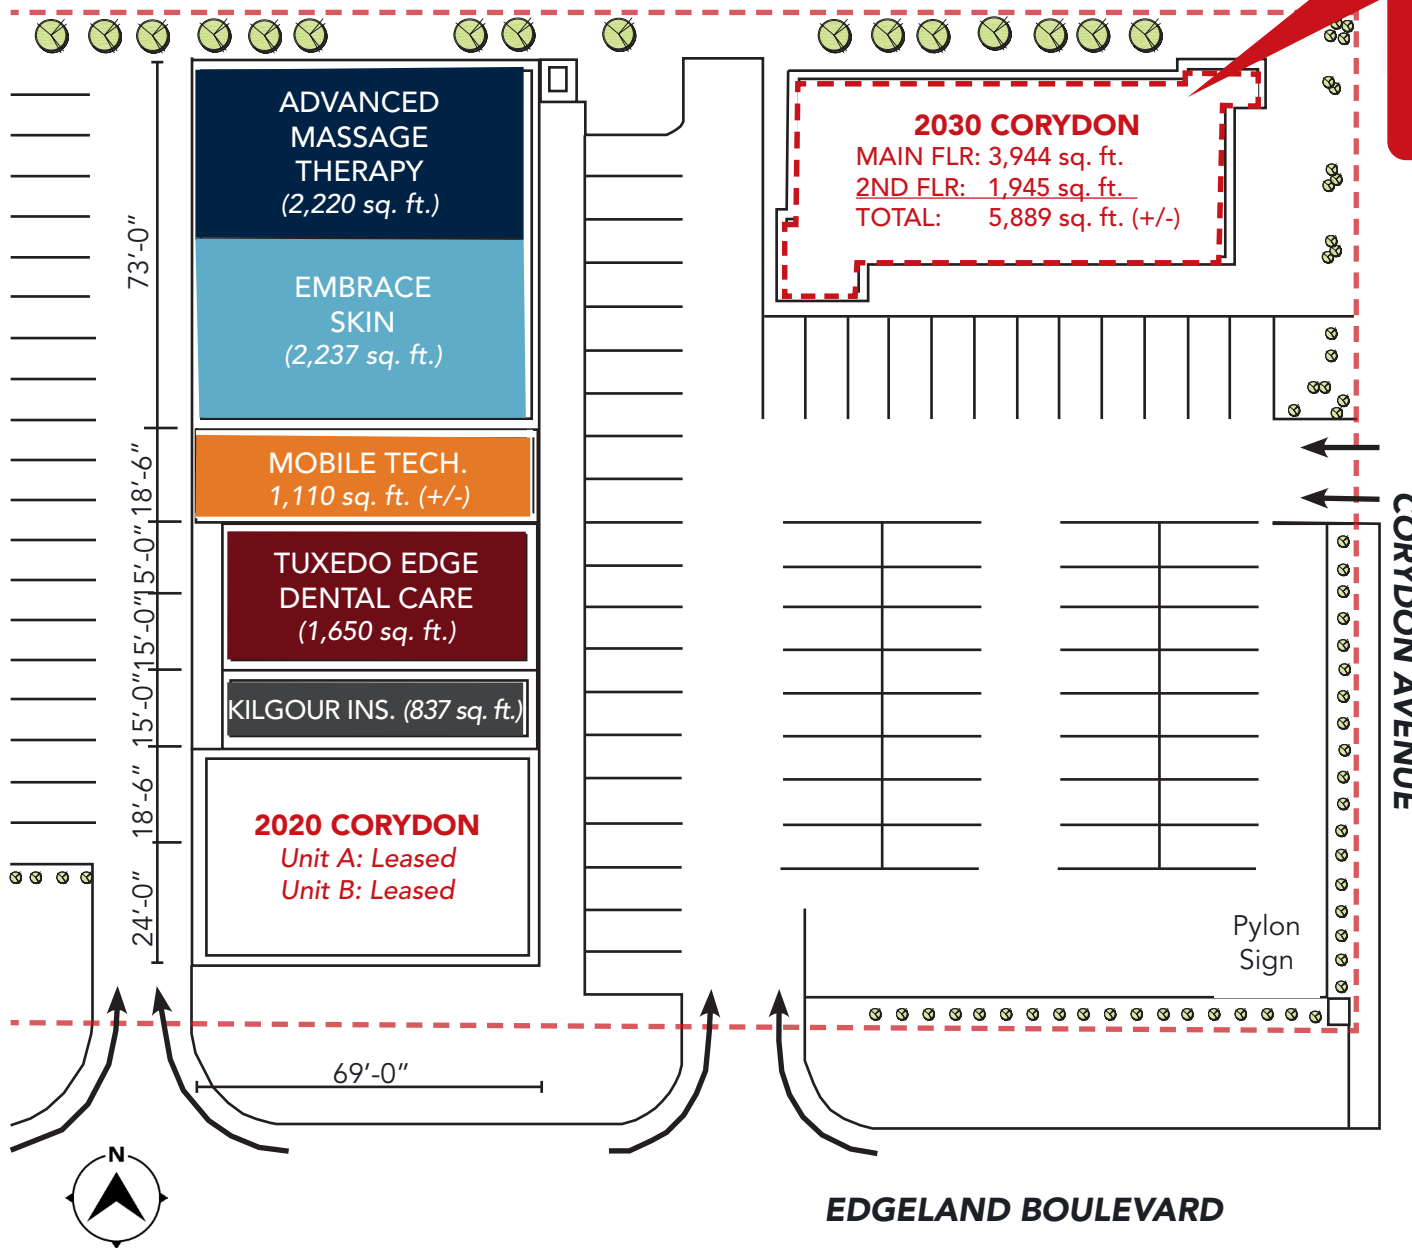 ADVANCED
MASSAGE
THERAPY
(2,220 sq. ft.)
EMBRACE
SKIN
(2,237 sq. ft.)
MOBILE TECH.
1,110 sq. ft. (+/-)
TUXEDO EDGE
DENTAL CARE
(1,650 sq. ft.)
KILGOUR INS. (837 sq. ft.)
2020 CORYDON
Unit A: Leased
Unit B: Leased
73'-0"
18'-6"
15'-0"
15'-0"
15'-0"
18'-6"
24'-0"
69'-0"
2030 CORYDON
MAIN FLR: 3,944 sq. ft.
2ND FLR: 1,945 sq. ft.
TOTAL: 5,889 sq. ft. (+/-)
CORYDON AVENUE
Pylon
Sign
N
EDGELAND BOULEVARD